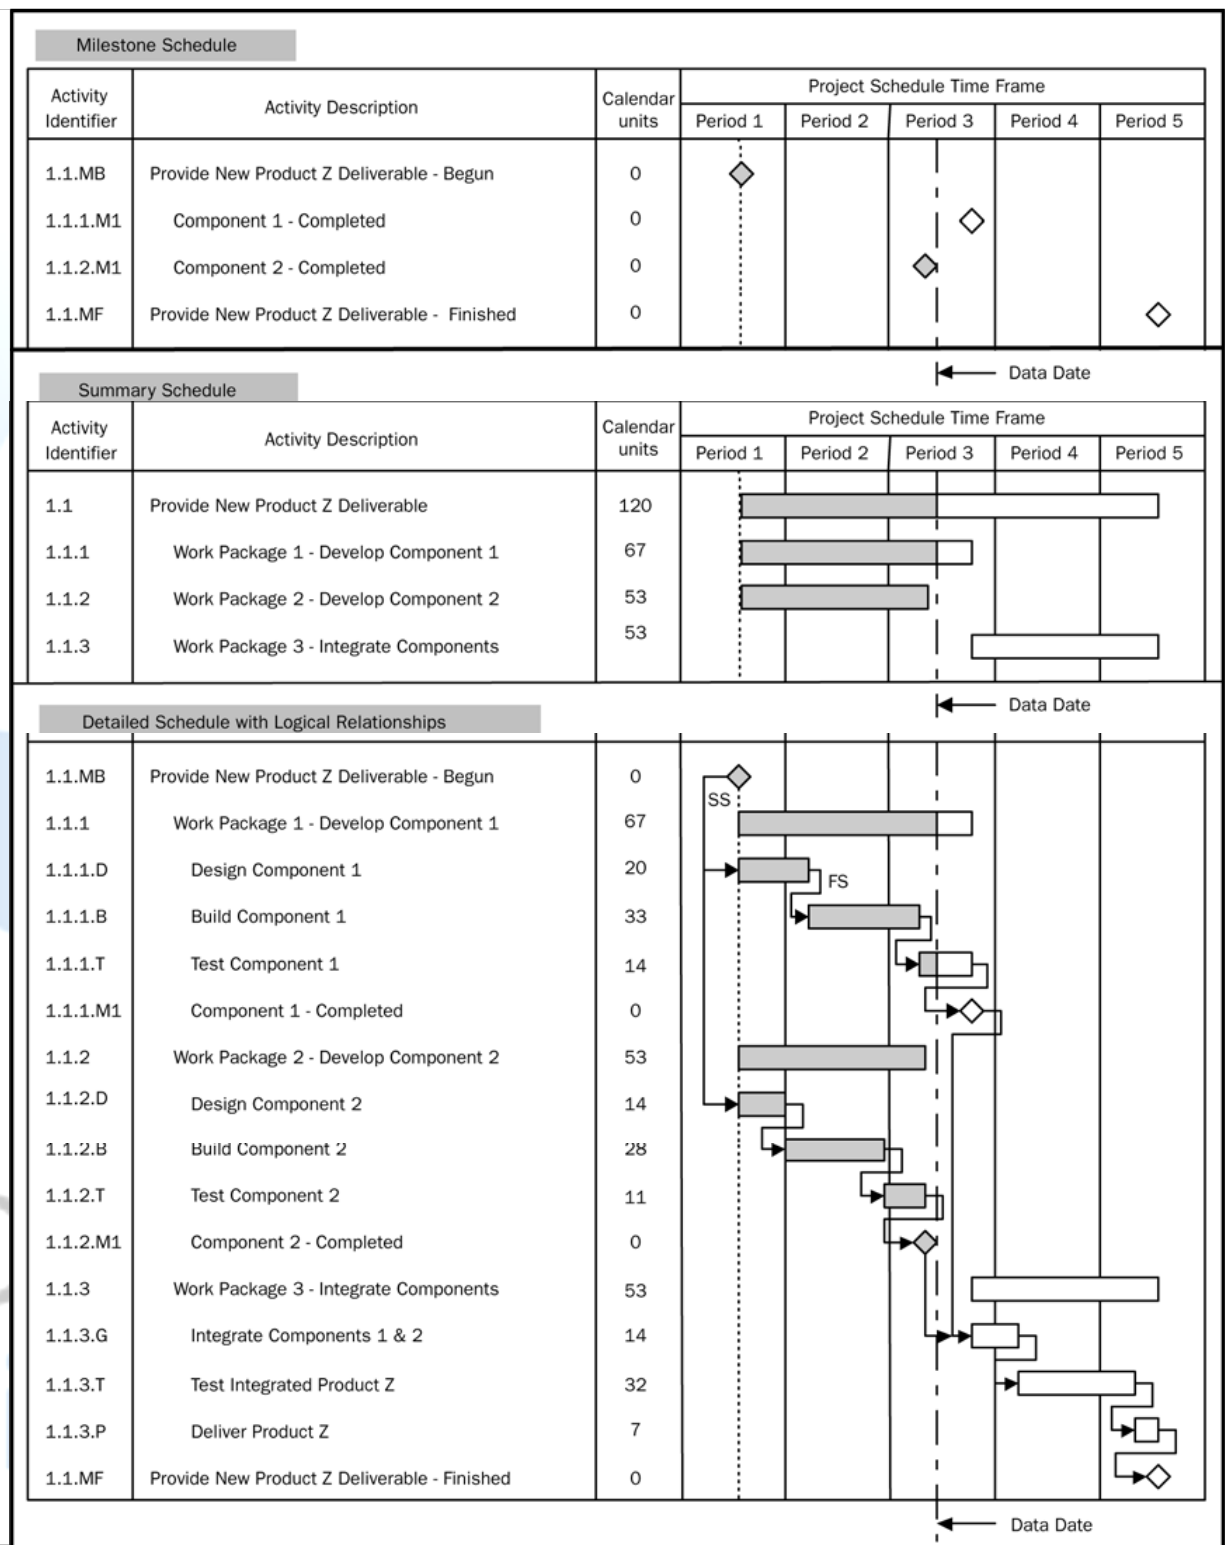 Milestone Schedule
Activity Identifier Activity Description Calendar units Project Schedule Time Frame
Period 1 Period 2 Period 3 Period 4 Period 5
1.1.MB Provide New Product Z Deliverable - Begun 0
1.1.1.M1 Component 1 - Completed 0
1.1.2.M1 Component 2 - Completed 0
1.1.MF Provide New Product Z Deliverable - Finished 0
Data Date
Summary Schedule
Activity Identifier Activity Description Calendar units Project Schedule Time Frame
Period 1 Period 2 Period 3 Period 4 Period 5
1.1 Provide New Product Z Deliverable 120
1.1.1 Work Package 1 - Develop Component 1 67
1.1.2 Work Package 2 - Develop Component 2 53
1.1.3 Work Package 3 - Integrate Components 53
Data Date
Detailed Schedule with Logical Relationships
1.1.MB Provide New Product Z Deliverable - Begun 0
SS
1.1.1 Work Package 1 - Develop Component 1 67
1.1.1.D Design Component 1 20
FS
1.1.1.B Build Component 1 33
1.1.1.T Test Component 1 14
1.1.1.M1 Component 1 - Completed 0
1.1.2 Work Package 2 - Develop Component 2 53
1.1.2.D Design Component 2 14
1.1.2.B Build Component 2 28
1.1.2.T Test Component 2 11
1.1.2.M1 Component 2 - Completed 0
1.1.3 Work Package 3 - Integrate Components 53
1.1.3.G Integrate Components 1 & 2 14
1.1.3.T Test Integrated Product Z 32
1.1.3.P Deliver Product Z 7
1.1.MF Provide New Product Z Deliverable - Finished 0
Data Date